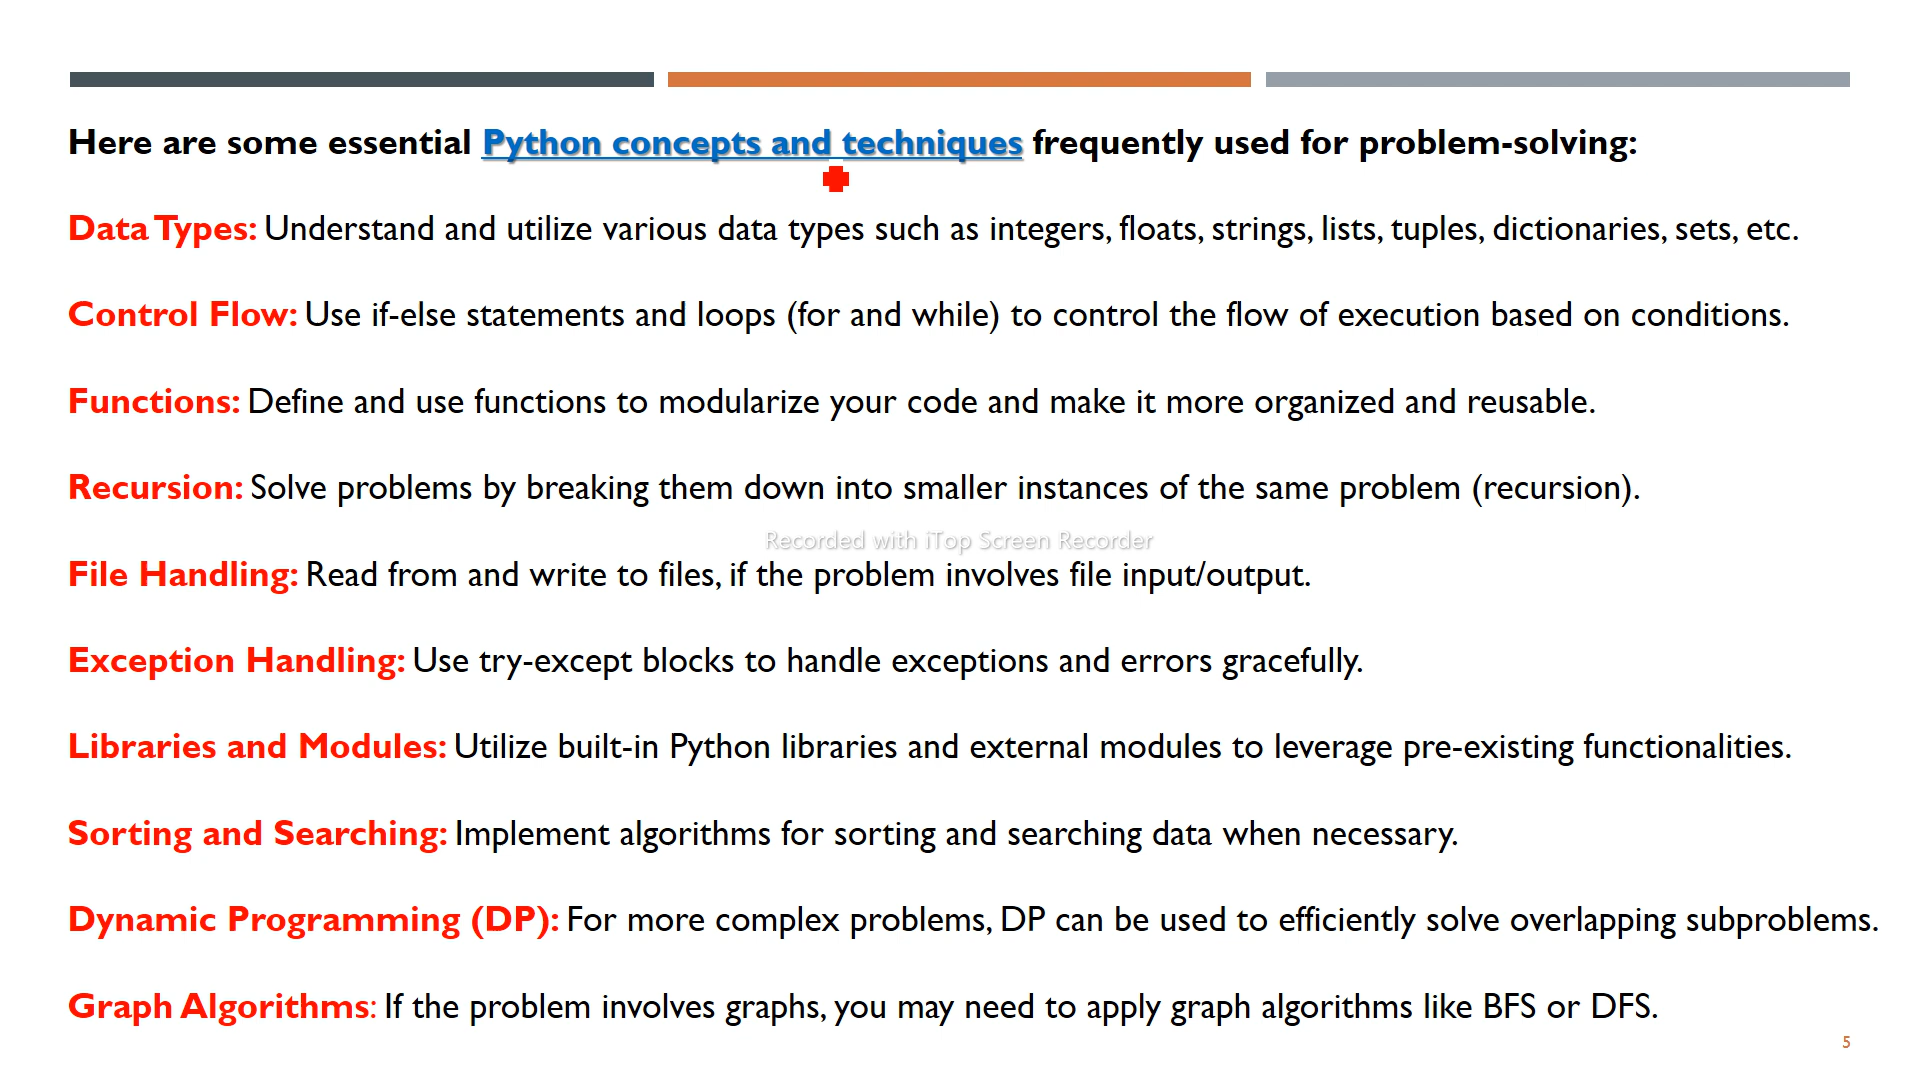 Here are some essential Python concepts and techniques frequently used for problem-solving:
Data Types: Understand and utilize various data types such as integers, floats, strings, lists, tuples, dictionaries, sets, etc.
Control Flow: Use if-else statements and loops (for and while) to control the flow of execution based on conditions.
Functions: Define and use functions to modularize your code and make it more organized and reusable.
Recursion: Solve problems by breaking them down into smaller instances of the same problem (recursion).
Recorded with iTop Screen Recorder
File Handling: Read from and write to files, if the problem involves file input/output.
Exception Handling: Use try-except blocks to handle exceptions and errors gracefully.
Libraries and Modules: Utilize built-in Python libraries and external modules to leverage pre-existing functionalities.
Sorting and Searching: Implement algorithms for sorting and searching data when necessary.
Dynamic Programming (DP): For more complex problems, DP can be used to efficiently solve overlapping subproblems.
Graph Algorithms: If the problem involves graphs, you may need to apply graph algorithms like BFS or DFS.
5